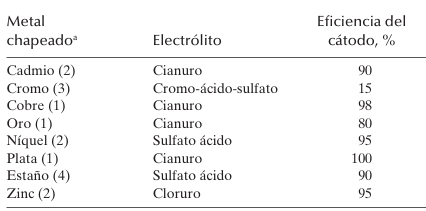 Metal Eficiencia del
chapeadoª Electrólito cátodo, %
Cadmio (2) Cianuro 90
Cromo (3) Cromo-ácido-sulfato 15
Cobre (1) Cianuro 98
Oro (1) Cianuro 80
Níquel (2) Sulfato ácido 95
Plata (1) Cianuro 100
Estaño (4) Sulfato ácido 90
Zinc (2) Cloruro 95